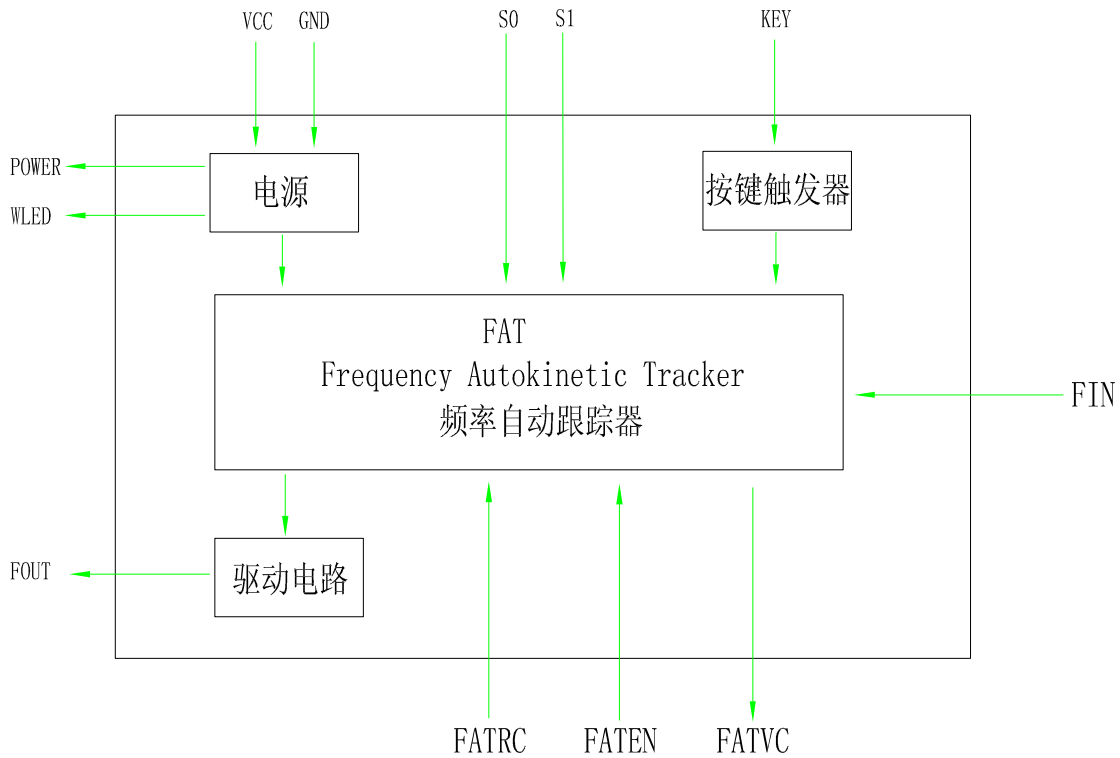 VCC GND S0 S1 KEY
POWER
电源
按键触发器
WLED
FAT
Frequency Autokinetic Tracker
FIN
频率自动跟踪器
FOUT
驱动电路
FATRC FATEN FATVC